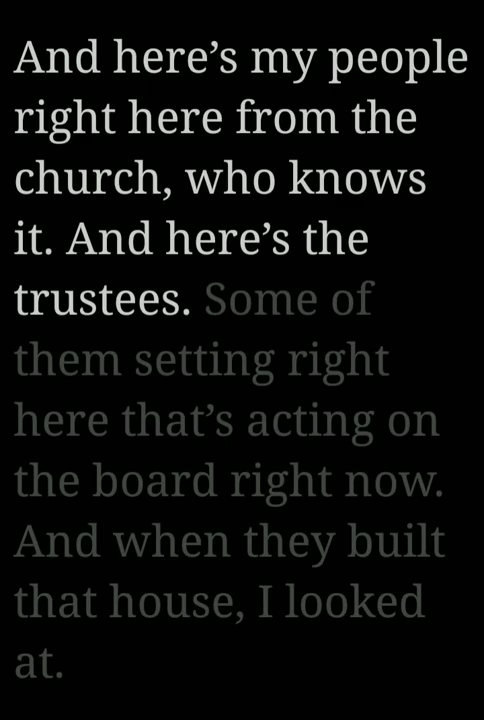 And here’s my people
right here from the
church, who knows
it. And here’s the
trustees. Some of
them setting right
here that’s acting on
the board right now.
And when they built
that house, I looked
at.